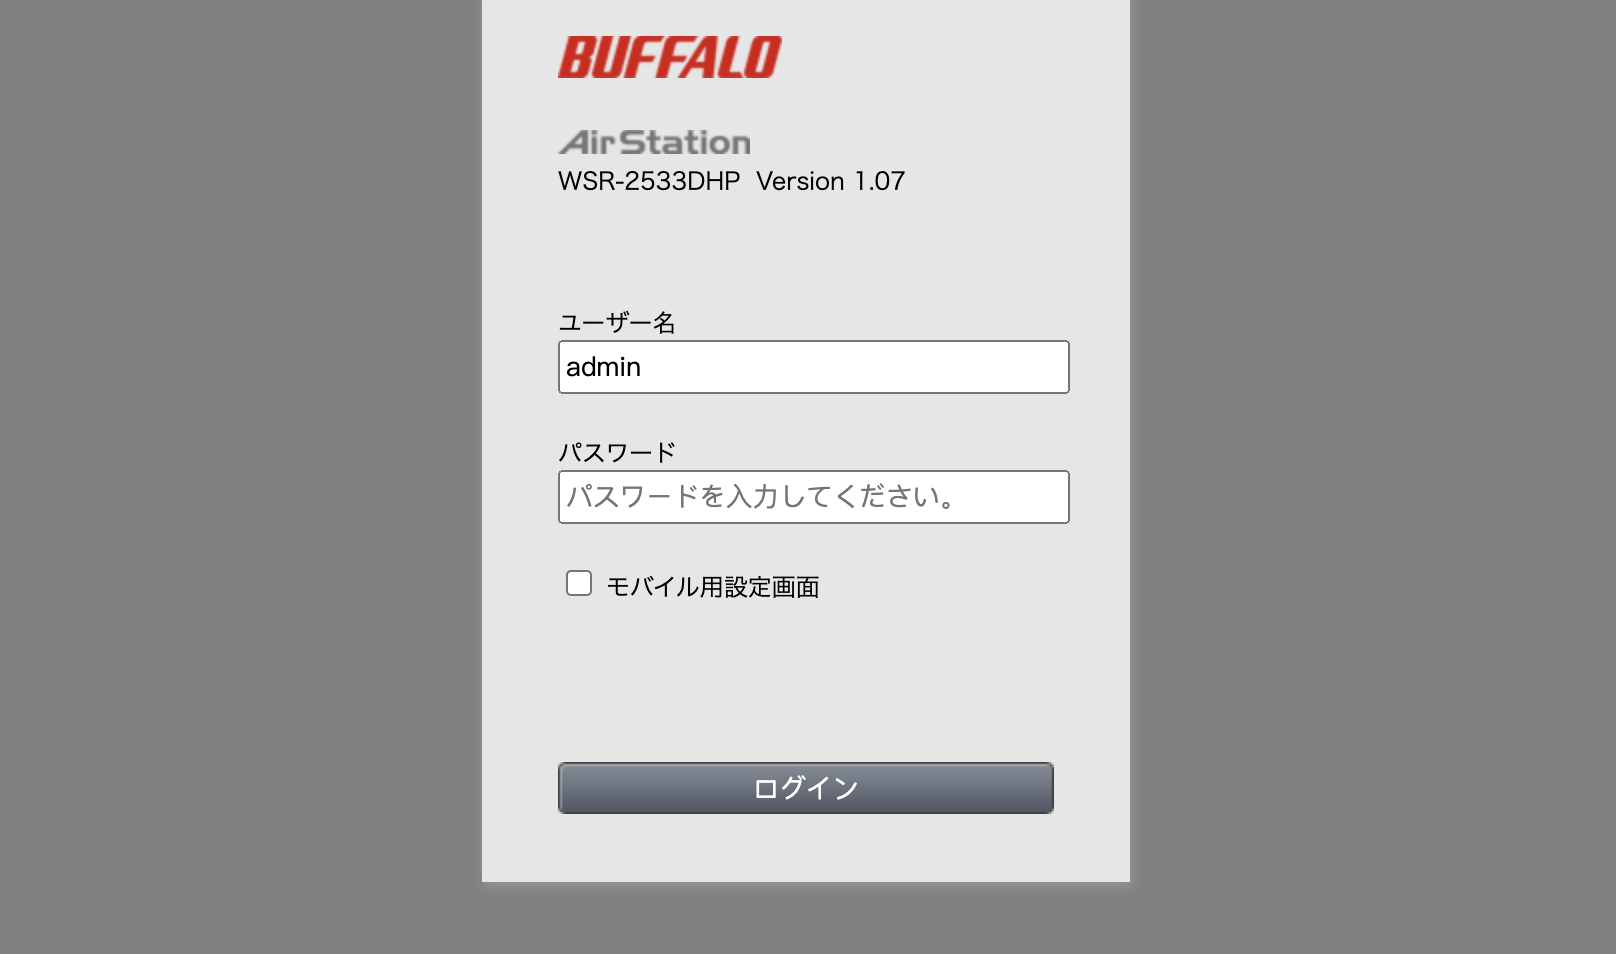 BUFFALO
AirStation
WSR-2533DHP  Version 1.07
ユーザー名
admin
パスワード
パスワードを入力してください。
モバイル用設定画面
ログイン